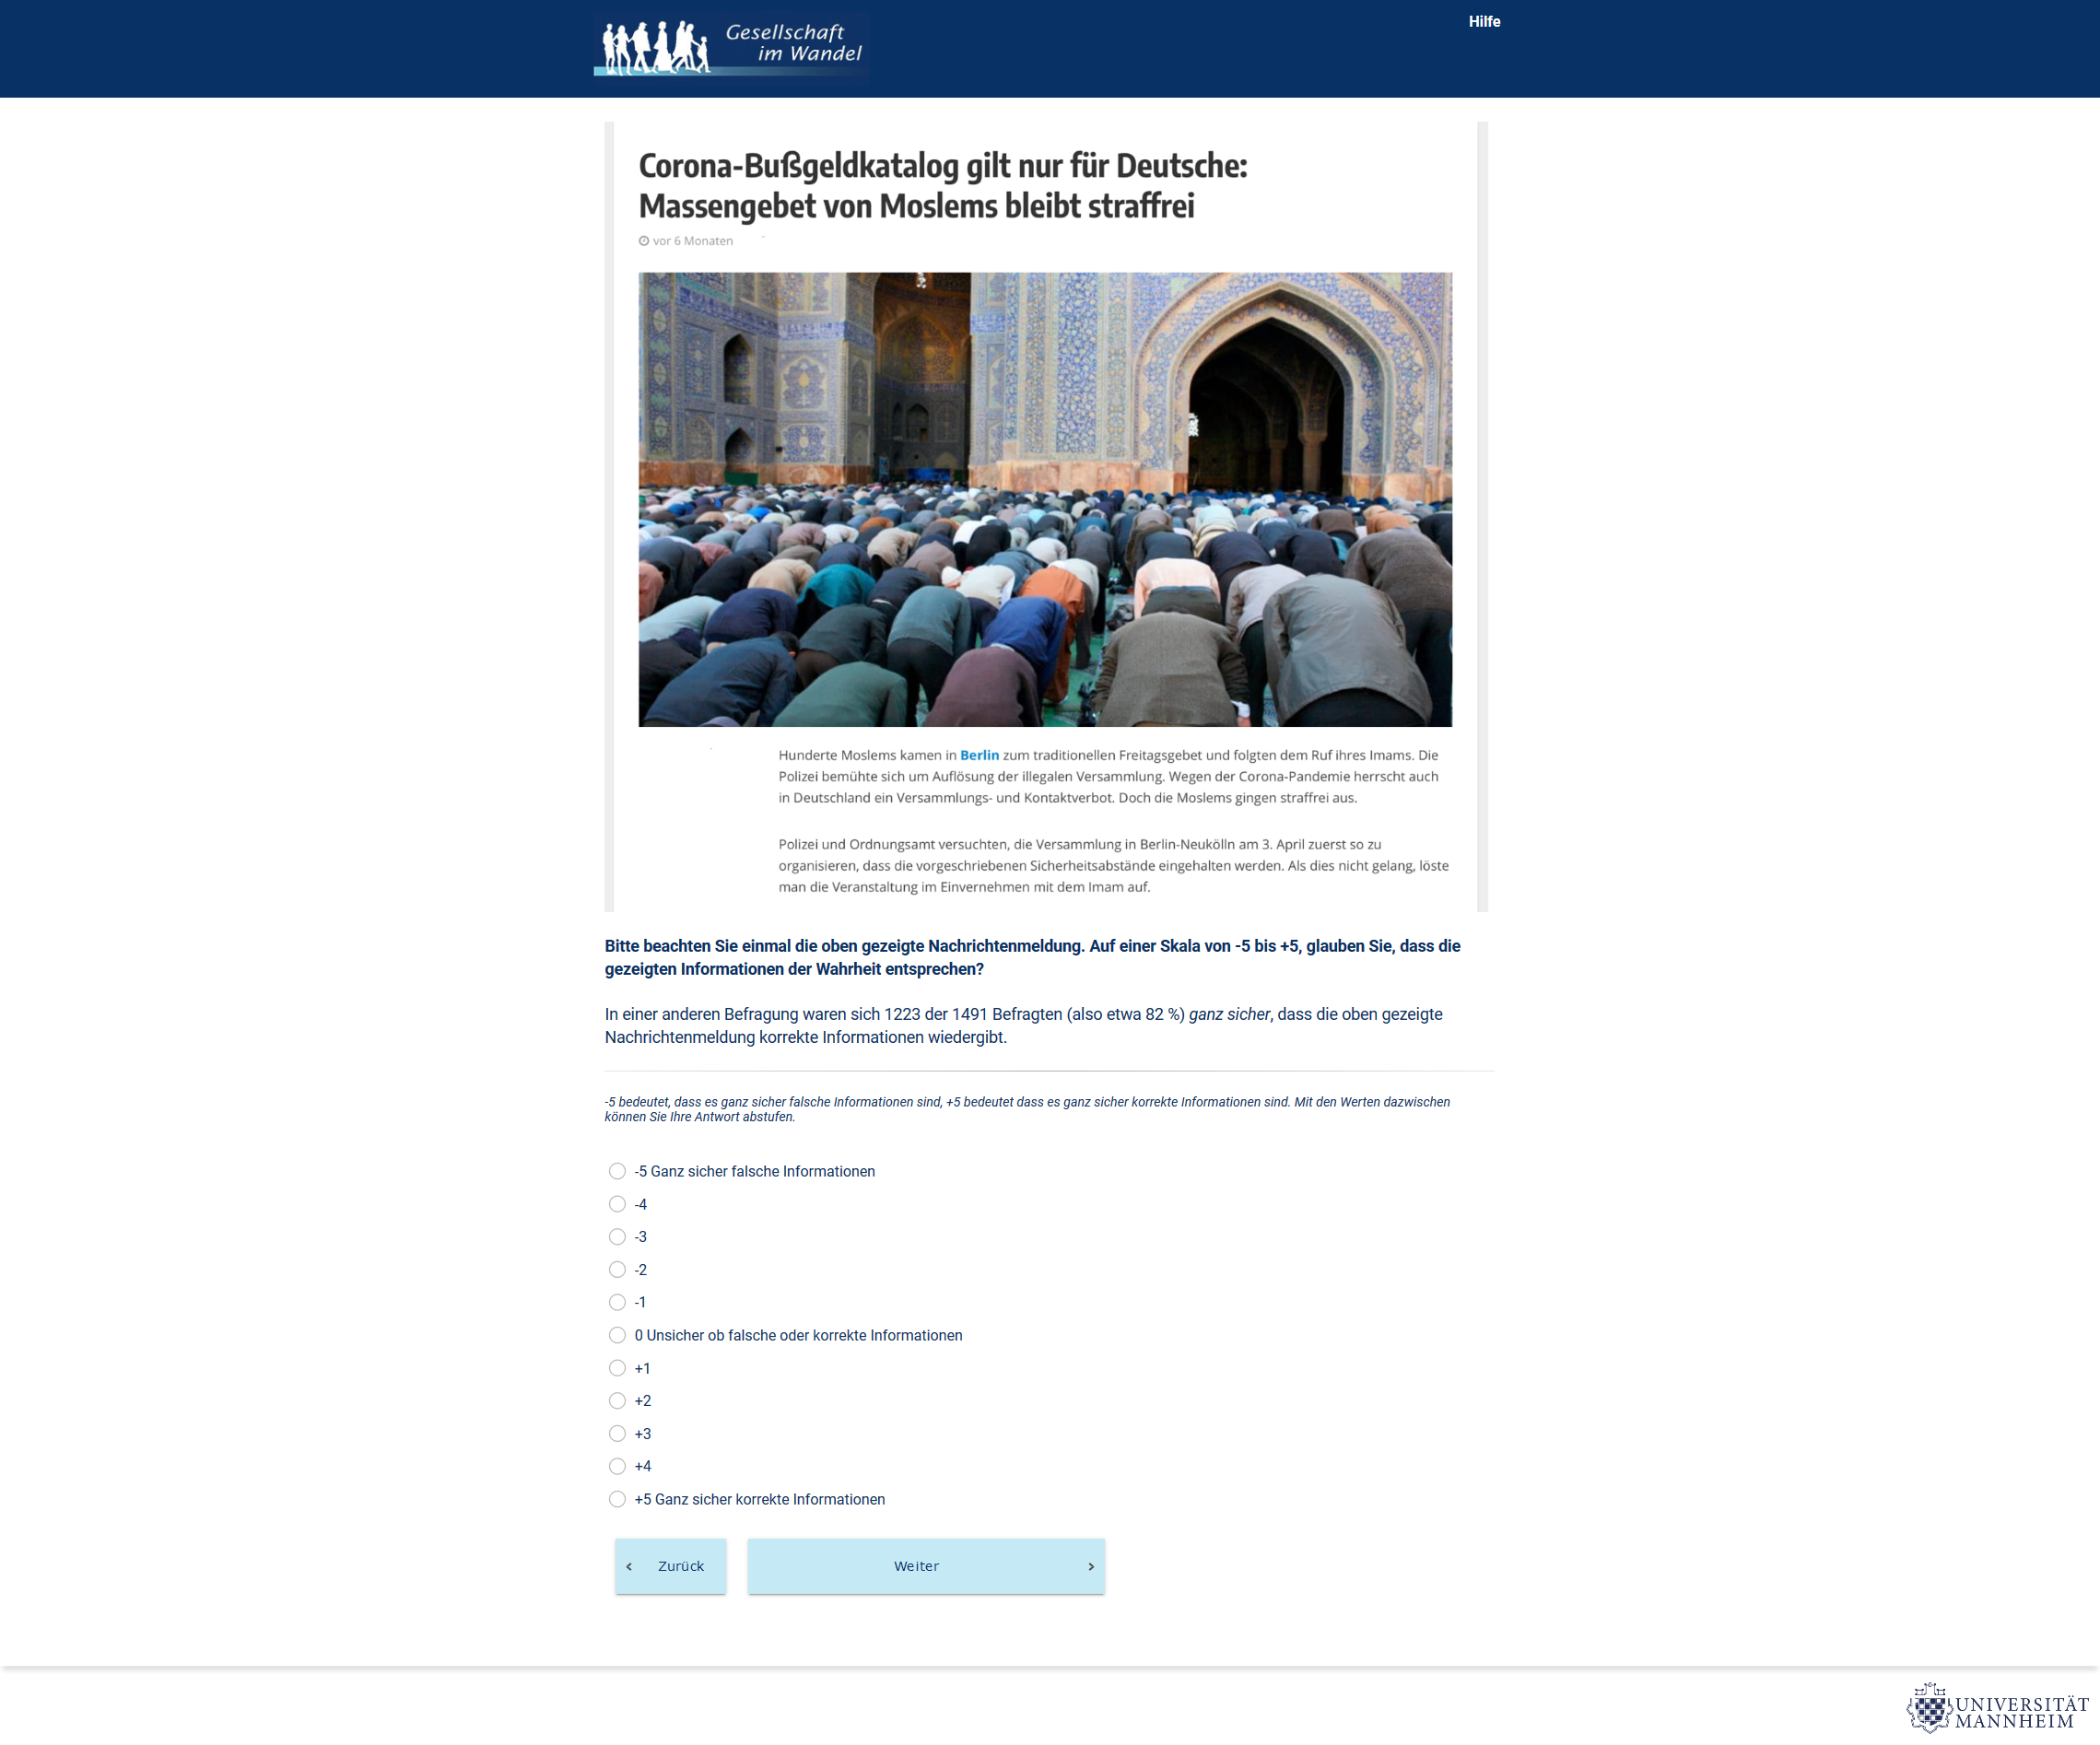 Gesellschaft
im Wandel
Hilfe
Corona-Bußgeldkatalog gilt nur für Deutsche:
Massengebet von Moslems bleibt straffrei
vor 6 Monaten
Hunderte Moslems kamen in Berlin zum traditionellen Freitagsgebet und folgten dem Ruf ihres Imams. Die
Polizei bemühte sich um Auflösung der illegalen Versammlung. Wegen der Corona-Pandemie herrscht auch
in Deutschland ein Versammlungs- und Kontaktverbot. Doch die Moslems gingen straffrei aus.
Polizei und Ordnungsamt versuchten, die Versammlung in Berlin-Neukölln am 3. April zuerst so zu
organisieren, dass die vorgeschriebenen Sicherheitsabstände eingehalten werden. Als dies nicht gelang, löste
man die Veranstaltung im Einvernehmen mit dem Imam auf.
Bitte beachten Sie einmal die oben gezeigte Nachrichtenmeldung. Auf einer Skala von -5 bis +5, glauben Sie, dass die
gezeigten Informationen der Wahrheit entsprechen?
In einer anderen Befragung waren sich 1223 der 1491 Befragten (also etwa 82 %) ganz sicher, dass die oben gezeigte
Nachrichtenmeldung korrekte Informationen wiedergibt.
-5 bedeutet, dass es ganz sicher falsche Informationen sind, +5 bedeutet dass es ganz sicher korrekte Informationen sind. Mit den Werten dazwischen
können Sie Ihre Antwort abstufen.
-5 Ganz sicher falsche Informationen
-4
-3
-2
-1
0 Unsicher ob falsche oder korrekte Informationen
+1
+2
+3
+4
+5 Ganz sicher korrekte Informationen
Zurück
Weiter
UNIVERSITÄT
MANNHEIM